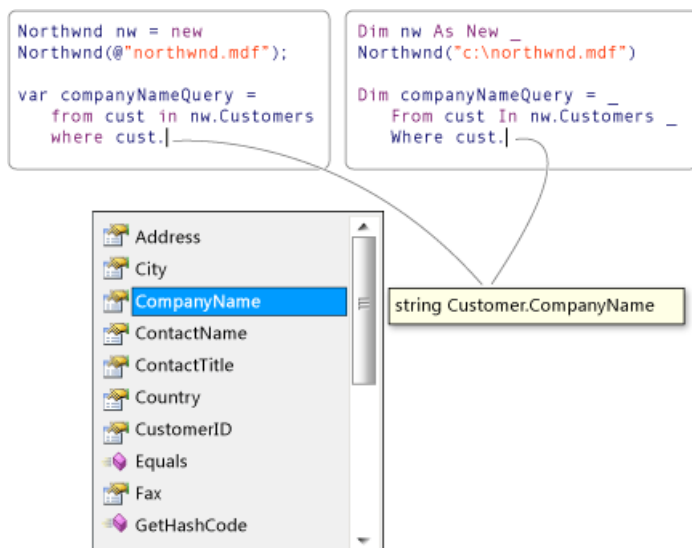 Northwnd nw = new
Northwnd(@"northwnd.mdf");
var companyNameQuery =
from cust in nw.Customers
where cust.
Dim nw As New _
Northwnd("c:\northwnd.mdf")
Dim companyNameQuery = _
From cust In nw.Customers _
Where cust.
Address
City
CompanyName
ContactName
ContactTitle
Country
CustomerID
Equals
Fax
GetHashCode
string Customer.CompanyName